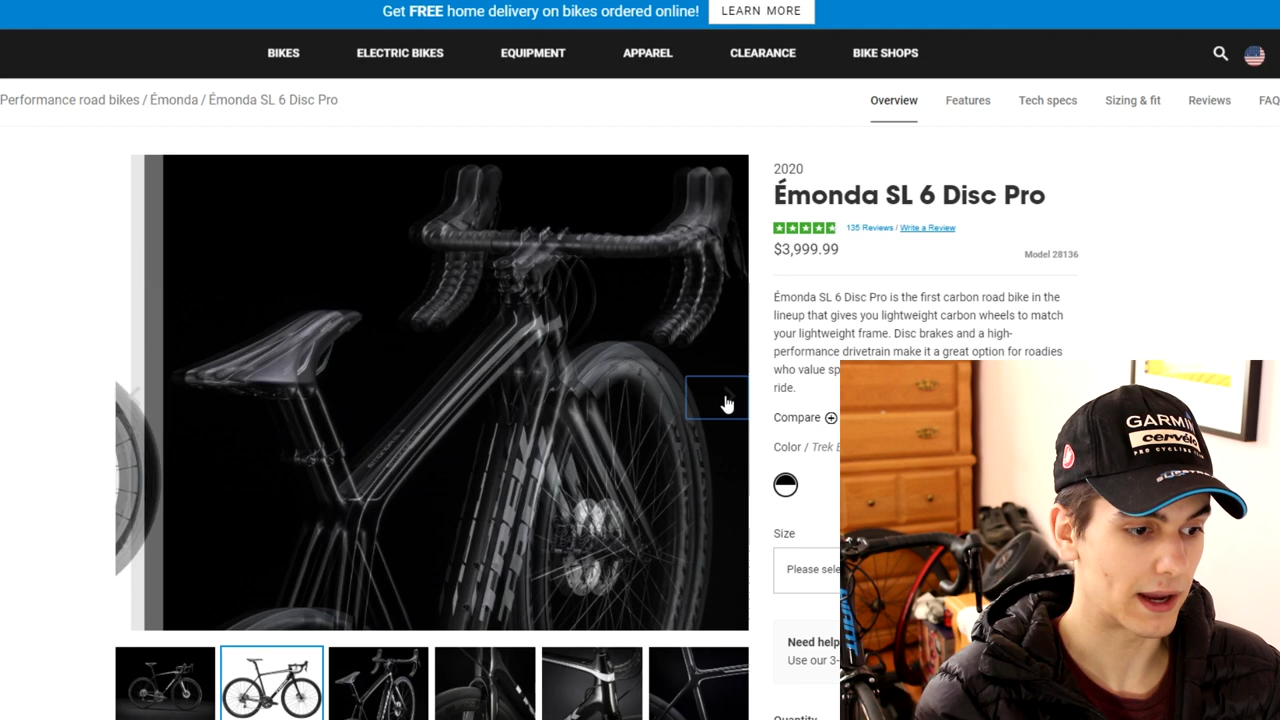 Get FREE home delivery on bikes ordered online! LEARN MORE
BIKES ELECTRIC BIKES EQUIPMENT APPAREL CLEARANCE BIKE SHOPS
Performance road bikes / Émonda / Émonda SL 6 Disc Pro
Overview Features Tech specs Sizing & fit Reviews FAQ
2020
Émonda SL 6 Disc Pro
135 Reviews / Write a Review
$3,999.99
Model 28136
Émonda SL 6 Disc Pro is the first carbon road bike in the
lineup that gives you lightweight carbon wheels to match
your lightweight frame. Disc brakes and a high-
performance drivetrain make it a great option for roadies
who value sp
ride.
Compare
Color / Trek
Size
Please sele
Need help
Use our 3-
Quantity
GARMIN
cervélo
PRO CYCLING TEAM